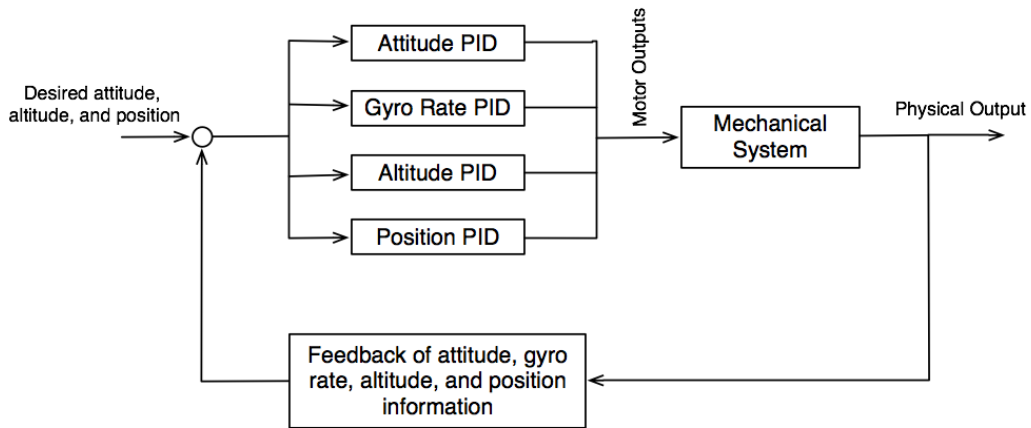 Attitude PID
Motor Outputs
Desired attitude,
altitude, and position
Gyro Rate PID
Mechanical
System
Physical Output
Altitude PID
Position PID
Feedback of attitude, gyro
rate, altitude, and position
information